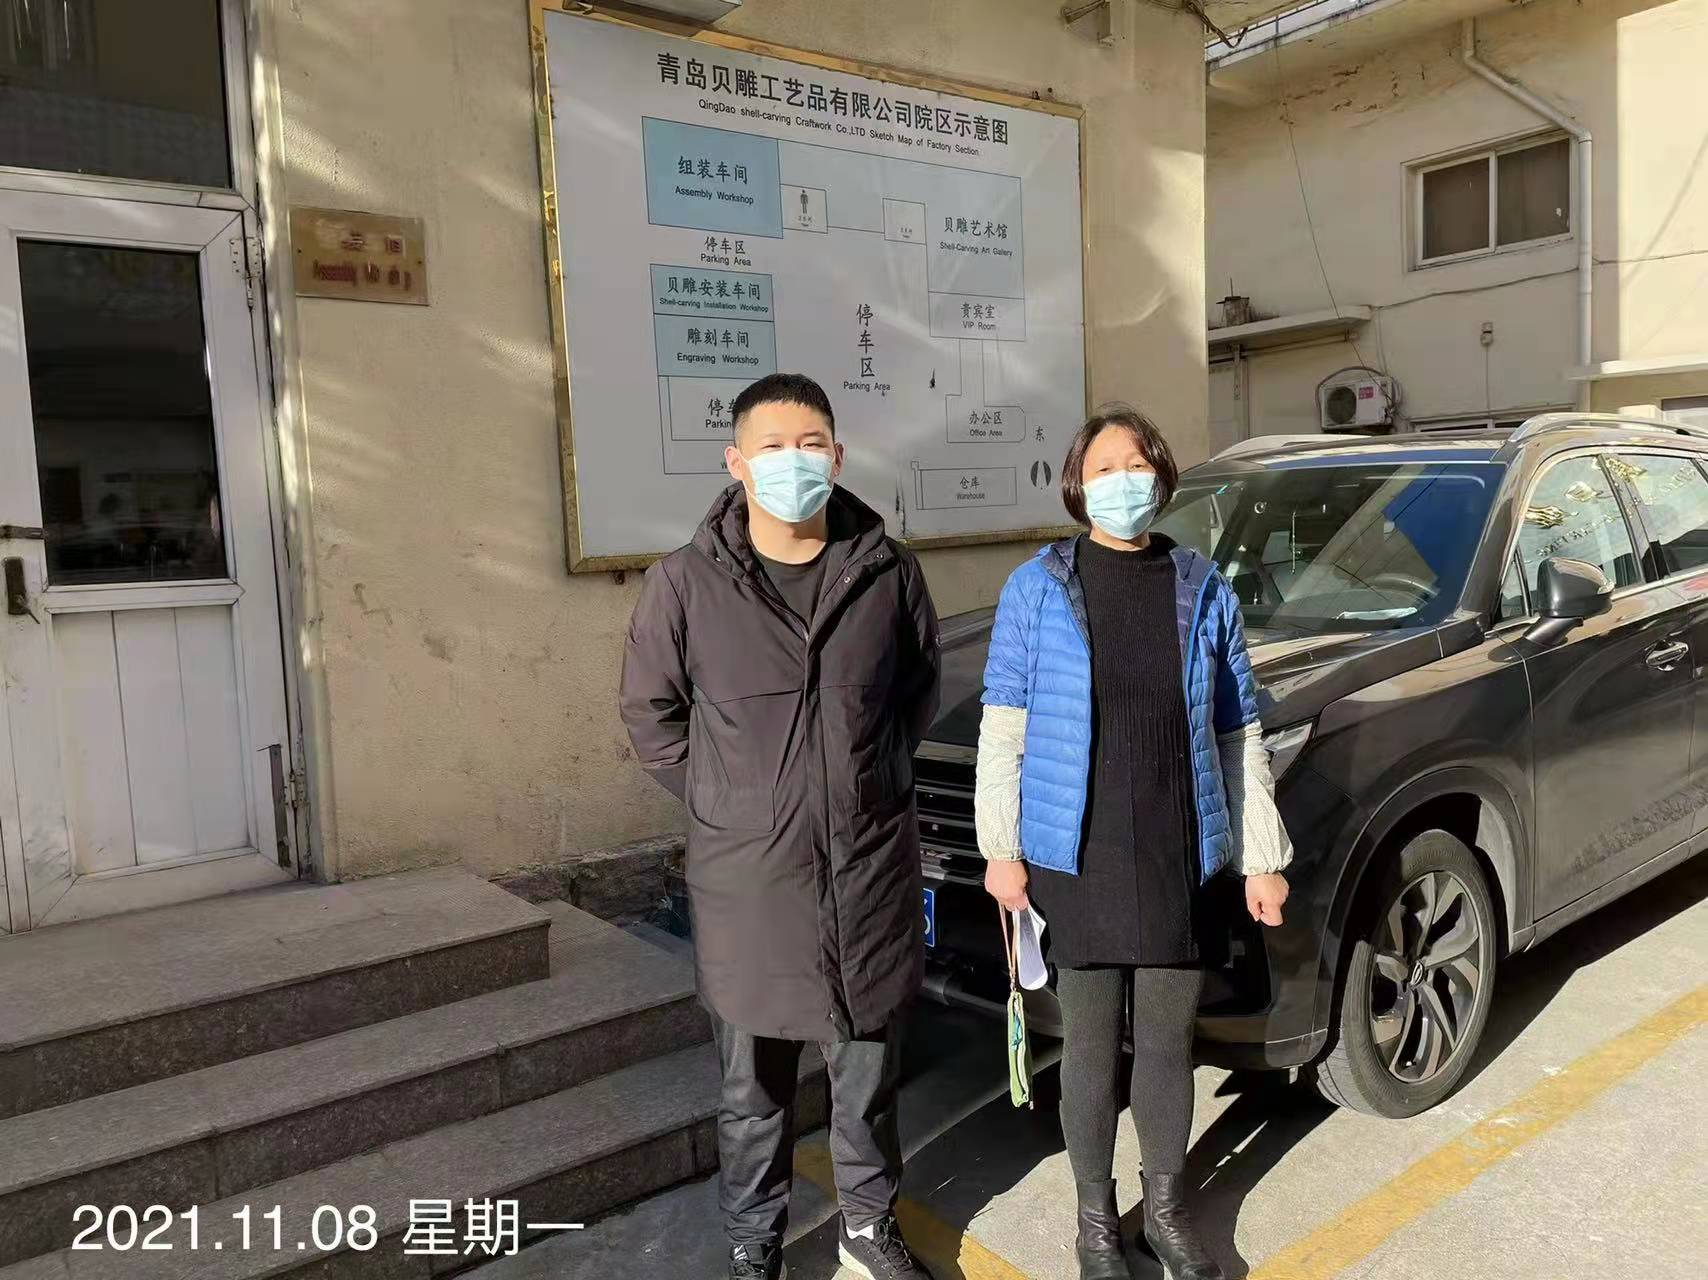 青岛贝雕工艺品有限公司院区示意图
QingDao shell-carving Craftwork Co.,LTD Sketch Map of Factory Section
组装车间
Assembly Workshop
停车区
Parking Area
贝雕艺术馆
Shell-Carving Art Gallery
贝雕安装车间
Shell-carving Installation Workshop
雕刻车间
Engraving Workshop
贵宾室
VIP Room
停车区
Parking Area
停车
Parkin
办公区
Office Area
东
仓库
Warehouse
2021.11.08 星期一